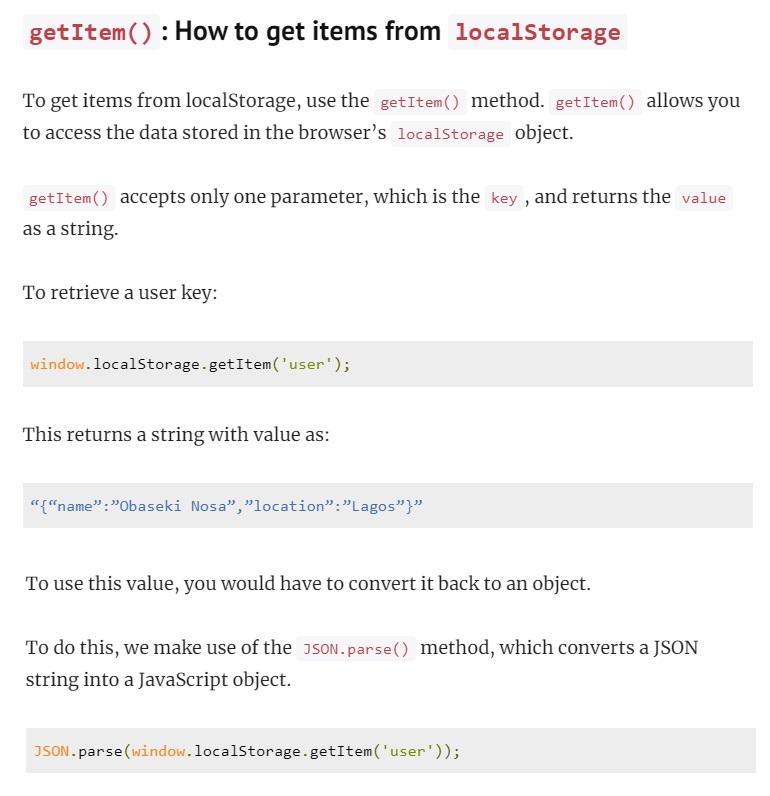 getItem(): How to get items from localStorage
To get items from localStorage, use the getItem() method. getItem() allows you
to access the data stored in the browser’s localStorage object.
getItem() accepts only one parameter, which is the key , and returns the value
as a string.
To retrieve a user key:
window.localStorage.getItem('user');
This returns a string with value as:
“{“name”:”Obaseki Nosa”,”location”:”Lagos”}”
To use this value, you would have to convert it back to an object.
To do this, we make use of the JSON.parse() method, which converts a JSON
string into a JavaScript object.
JSON.parse(window.localStorage.getItem('user'));